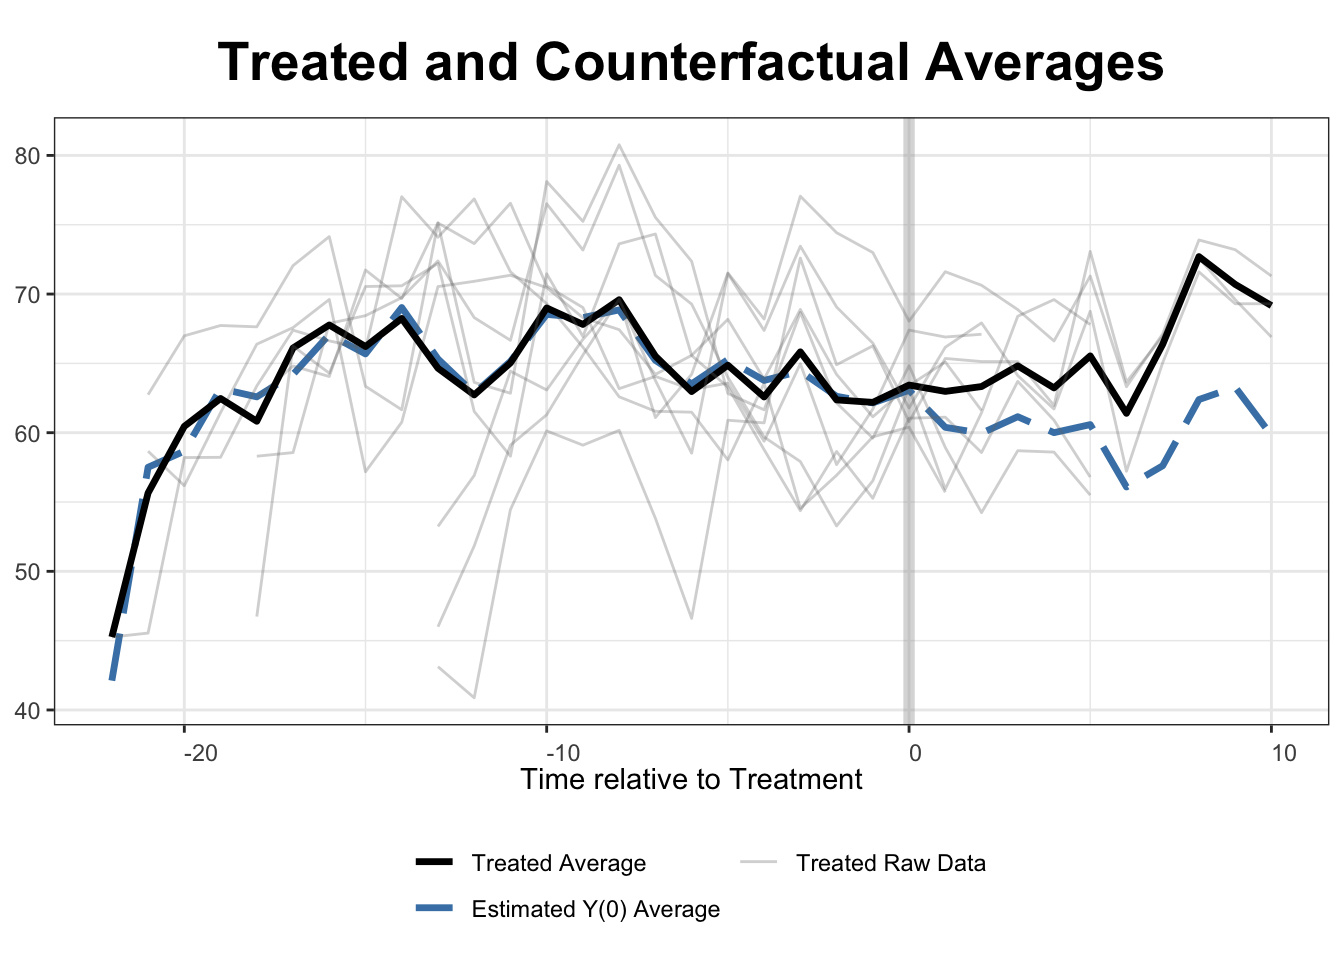 Treated and Counterfactual Averages
80
70
60
50
40
-20
-10
0
10
Time relative to Treatment
Treated Average
Treated Raw Data
Estimated Y(0) Average